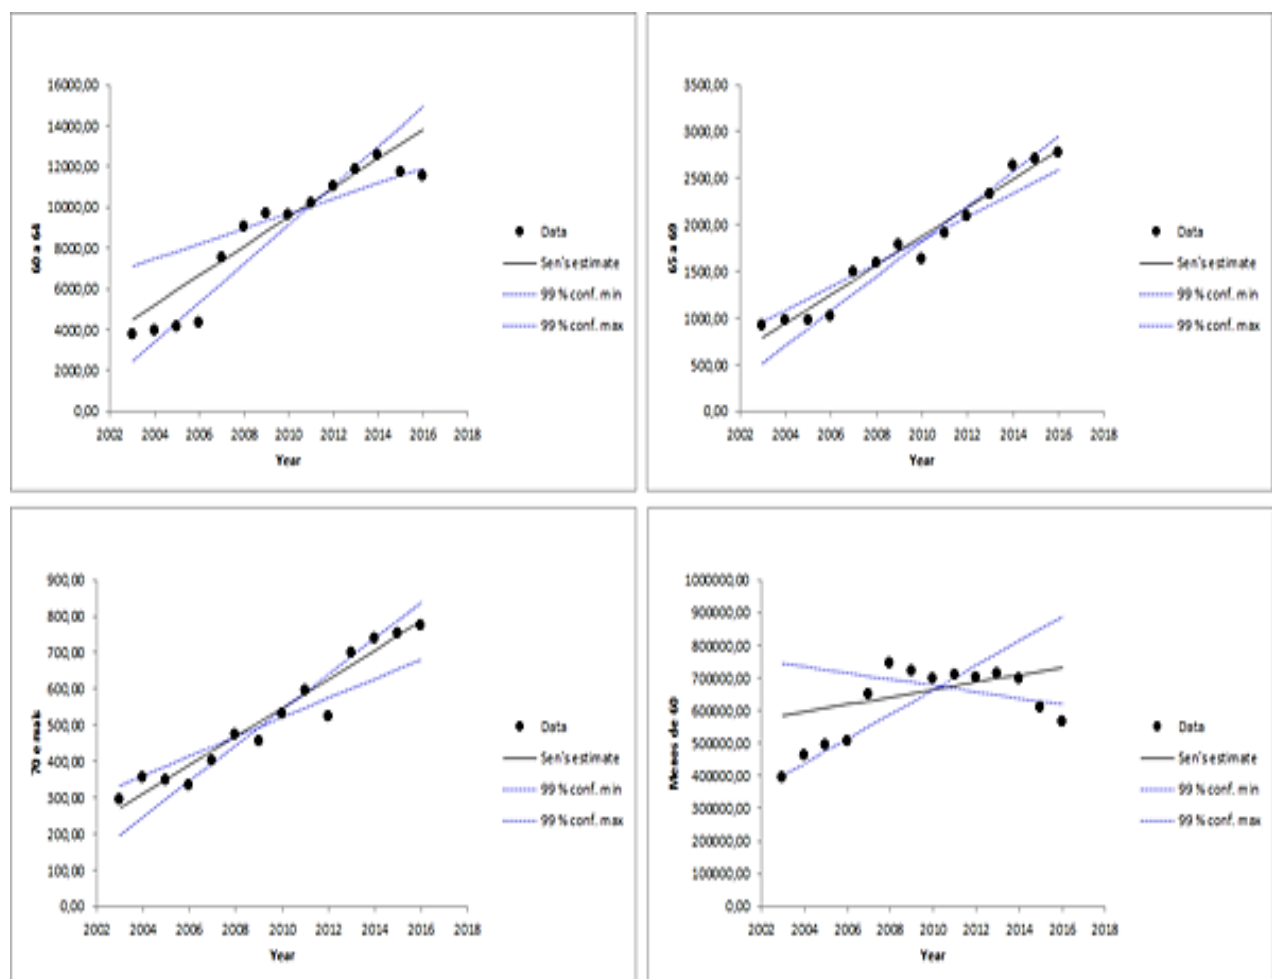 16000,00
14000,00
12000,00
10000,00
8000,00
6000,00
4000,00
2000,00
0,00
60 a 64
2002 2004 2006 2008 2010 2012 2014 2016 2018
Year
Data
Sen's estimate
99 % conf. min
99 % conf. max
3500,00
3000,00
2500,00
2000,00
1500,00
1000,00
500,00
0,00
65 a 69
2002 2004 2006 2008 2010 2012 2014 2016 2018
Year
Data
Sen's estimate
99 % conf. min
99 % conf. max
900,00
800,00
700,00
600,00
500,00
400,00
300,00
200,00
100,00
0,00
70 e mais
2002 2004 2006 2008 2010 2012 2014 2016 2018
Year
Data
Sen's estimate
99 % conf. min
99 % conf. max
1000000,00
900000,00
800000,00
700000,00
600000,00
500000,00
400000,00
300000,00
200000,00
100000,00
0,00
Menos de 60
2002 2004 2006 2008 2010 2012 2014 2016 2018
Year
Data
Sen's estimate
99 % conf. min
99 % conf. max